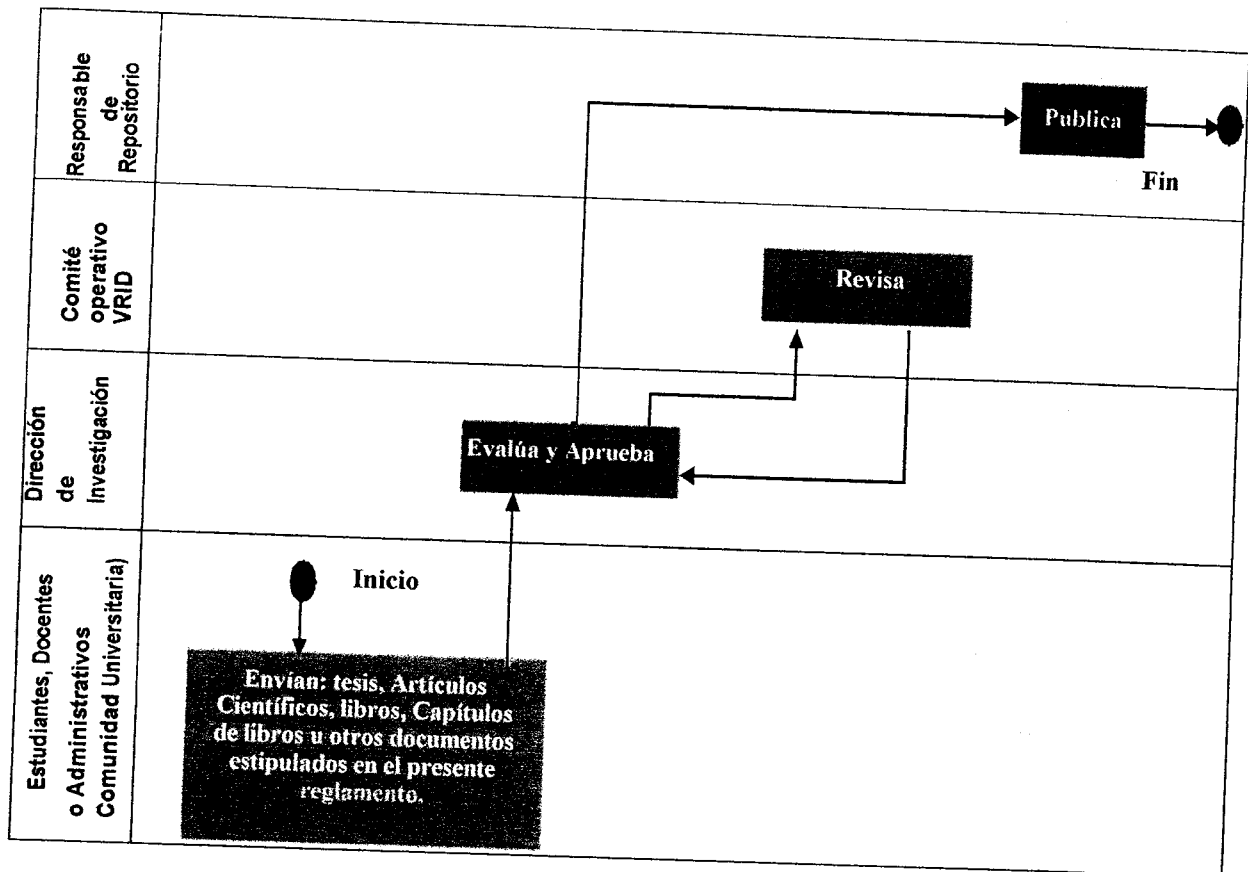 Responsable
de
Repositorio
Publica
Fin
Comité
operativo
VRID
Revisa
Dirección
de
Investigación
Evalúa y Aprueba
Estudiantes, Docentes
o Administrativos
Comunidad Universitaria)
Inicio
Envían: tesis, Artículos
Científicos, libros, Capítulos
de libros u otros documentos
estipulados en el presente
reglamento.